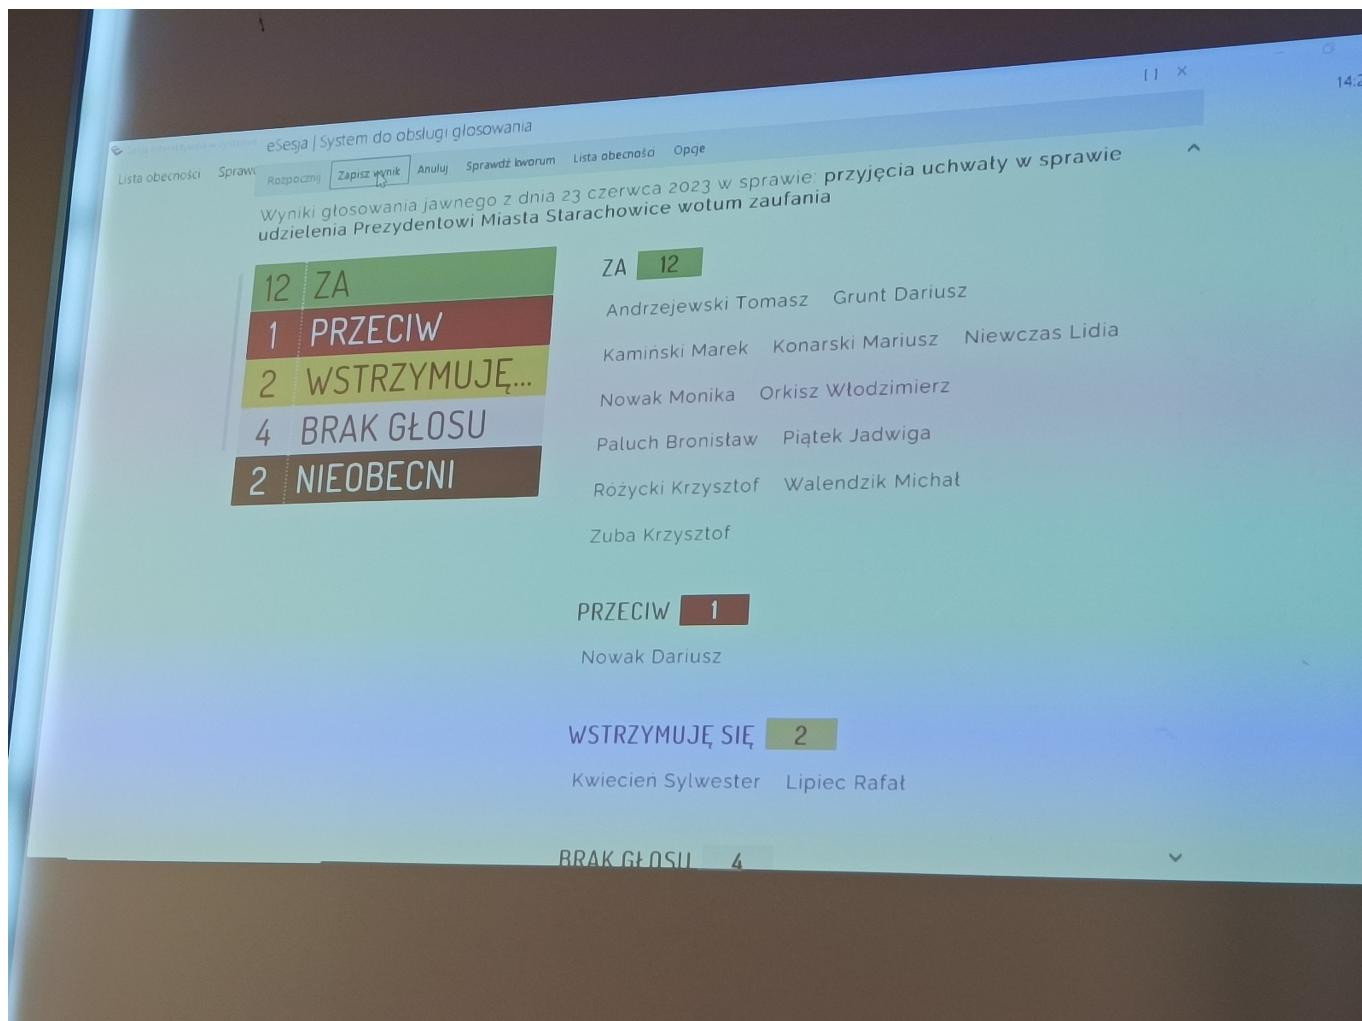 [ ] ×
14:2
eSesja | System do obsługi głosowania
Lista obecności
Rozpocznij Zapisz wynik Anuluj Sprawdź kworum Lista obecności Opcje
Wyniki głosowania jawnego z dnia 23 czerwca 2023 w sprawie: przyjęcia uchwały w sprawie
udzielenia Prezydentowi Miasta Starachowice wotum zaufania
12 ZA
1 PRZECIW
2 WSTRZYMUJĘ...
4 BRAK GŁOSU
2 NIEOBECNI
ZA 12
Andrzejewski Tomasz Grunt Dariusz
Kamiński Marek Konarski Mariusz Niewczas Lidia
Nowak Monika Orkisz Włodzimierz
Paluch Bronisław Piątek Jadwiga
Różycki Krzysztof Walendzik Michał
Zuba Krzysztof
PRZECIW 1
Nowak Dariusz
WSTRZYMUJĘ SIĘ 2
Kwiecień Sylwester Lipiec Rafał
BRAK GŁOSU 4